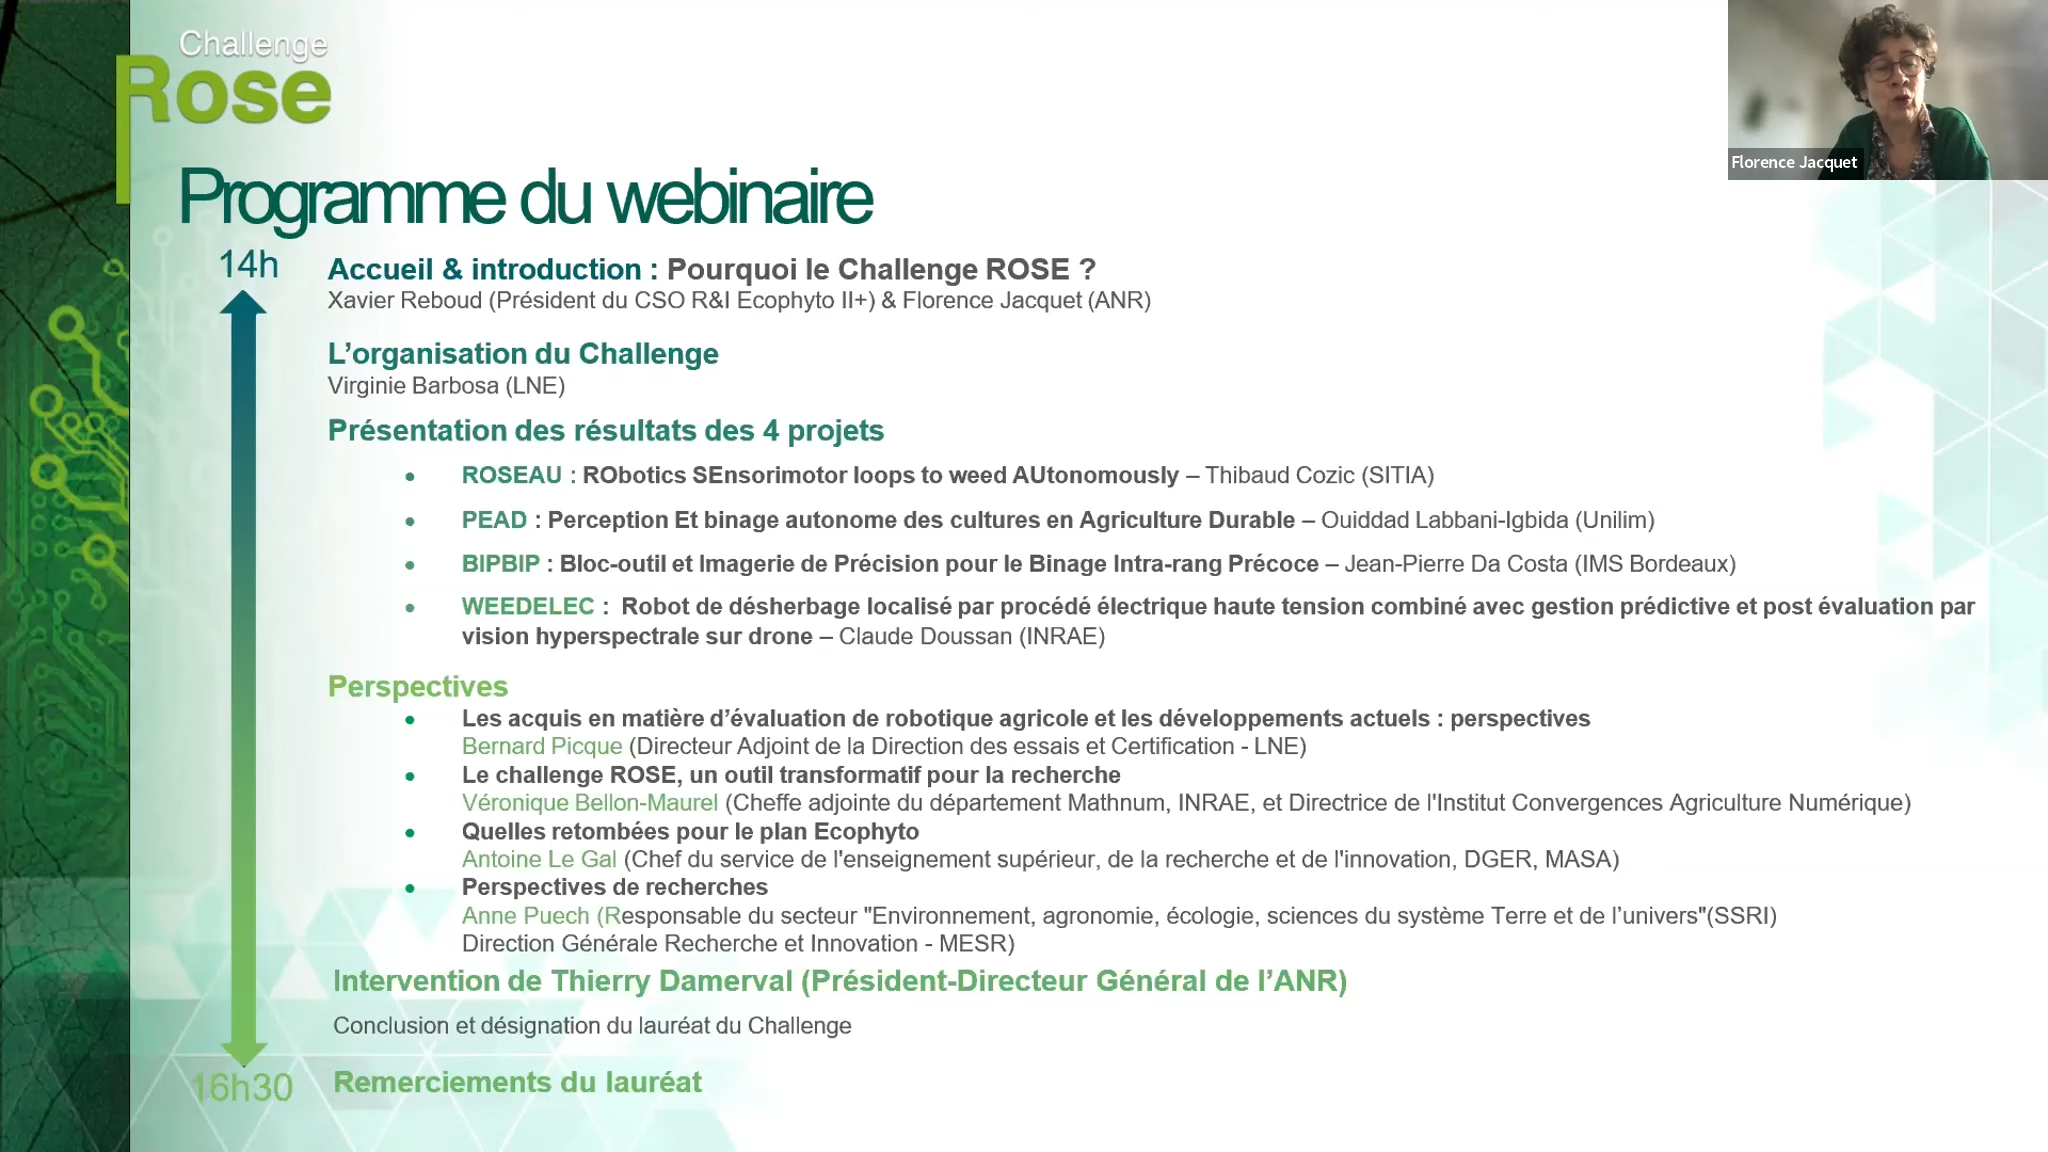 Challenge
Rose
Florence Jacquet
Programme du webinaire
14h
Accueil & introduction : Pourquoi le Challenge ROSE ?
Xavier Reboud (Président du CSO R&I Ecophyto II+) & Florence Jacquet (ANR)
L'organisation du Challenge
Virginie Barbosa (LNE)
Présentation des résultats des 4 projets
• ROSEAU : RObotics SEnsorimotor loops to weed AUtonomously – Thibaud Cozic (SITIA)
• PEAD : Perception Et binage autonome des cultures en Agriculture Durable – Ouiddad Labbani-Igbida (Unilim)
• BIPBIP : Bloc-outil et Imagerie de Précision pour le Binage Intra-rang Précoce – Jean-Pierre Da Costa (IMS Bordeaux)
• WEEDELEC : Robot de désherbage localisé par procédé électrique haute tension combiné avec gestion prédictive et post évaluation par
vision hyperspectrale sur drone – Claude Doussan (INRAE)
Perspectives
• Les acquis en matière d'évaluation de robotique agricole et les développements actuels : perspectives
Bernard Picque (Directeur Adjoint de la Direction des essais et Certification - LNE)
• Le challenge ROSE, un outil transformatif pour la recherche
Véronique Bellon-Maurel (Cheffe adjointe du département Mathnum, INRAE, et Directrice de l'Institut Convergences Agriculture Numérique)
• Quelles retombées pour le plan Ecophyto
Antoine Le Gal (Chef du service de l'enseignement supérieur, de la recherche et de l'innovation, DGER, MASA)
• Perspectives de recherches
Anne Puech (Responsable du secteur "Environnement, agronomie, écologie, sciences du système Terre et de l'univers"(SSRI)
Direction Générale Recherche et Innovation - MESR)
Intervention de Thierry Damerval (Président-Directeur Général de l'ANR)
Conclusion et désignation du lauréat du Challenge
16h30
Remerciements du lauréat